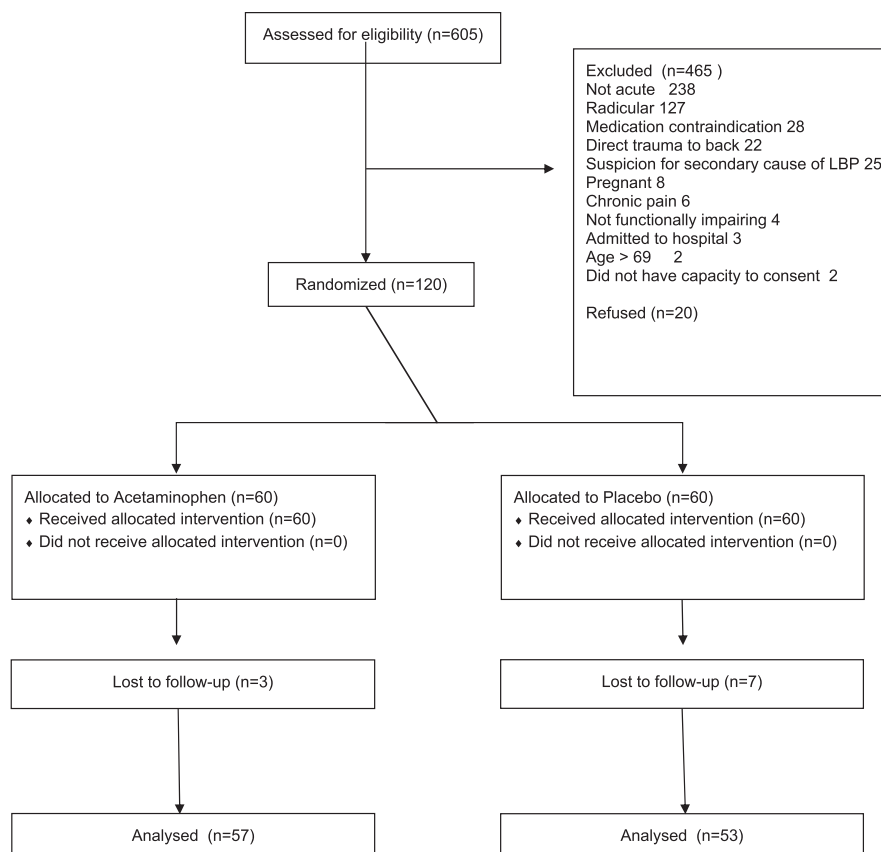 Assessed for eligibility (n=605)
Excluded (n=465 )
Not acute 238
Radicular 127
Medication contraindication 28
Direct trauma to back 22
Suspicion for secondary cause of LBP 25
Pregnant 8
Chronic pain 6
Not functionally impairing 4
Admitted to hospital 3
Age > 69 2
Did not have capacity to consent 2
Refused (n=20)
Randomized (n=120)
Allocated to Acetaminophen (n=60)
♦ Received allocated intervention (n=60)
♦ Did not receive allocated intervention (n=0)
Allocated to Placebo (n=60)
♦ Received allocated intervention (n=60)
♦ Did not receive allocated intervention (n=0)
Lost to follow-up (n=3)
Lost to follow-up (n=7)
Analysed (n=57)
Analysed (n=53)